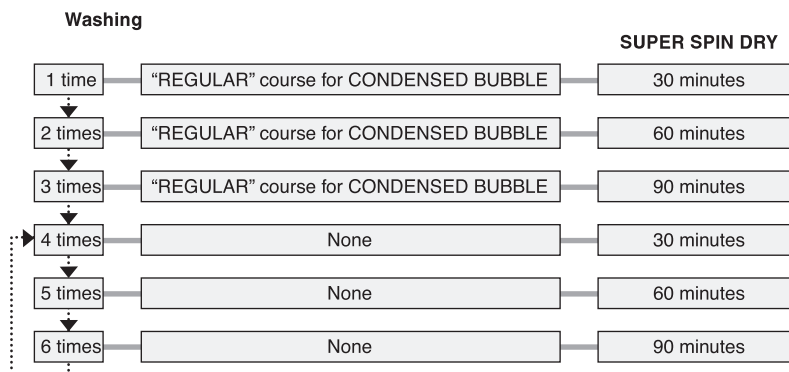 Washing
SUPER SPIN DRY
1 time “REGULAR” course for CONDENSED BUBBLE 30 minutes
2 times “REGULAR” course for CONDENSED BUBBLE 60 minutes
3 times “REGULAR” course for CONDENSED BUBBLE 90 minutes
4 times None 30 minutes
5 times None 60 minutes
6 times None 90 minutes